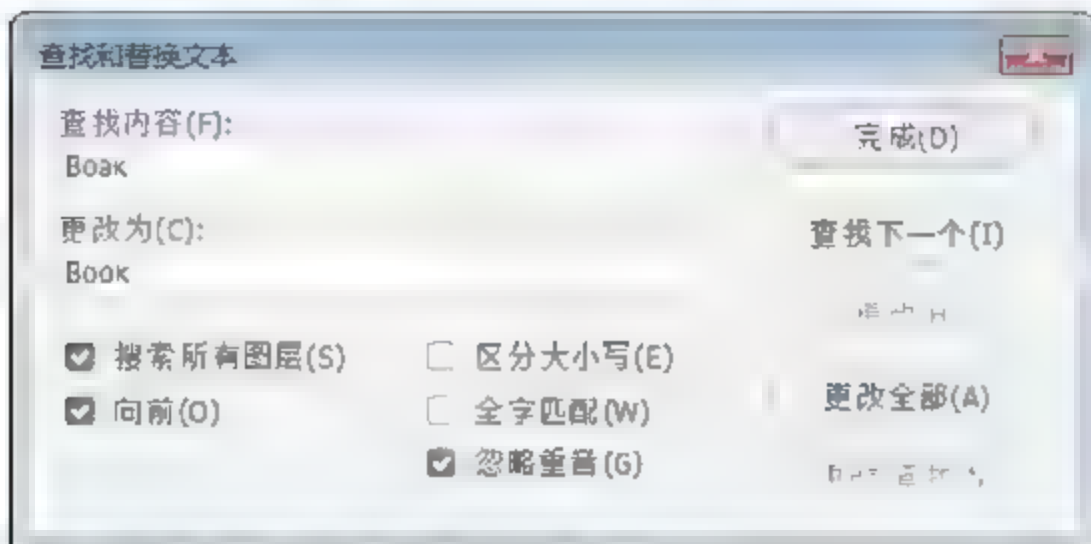 查找和替换文本
查找内容(F):
Boak
完成(D)
更改为(C):
Book
查找下一个(I)
搜索所有图层(S)
区分大小写(E)
更改全部(A)
向前(O)
全字匹配(W)
忽略重音(G)